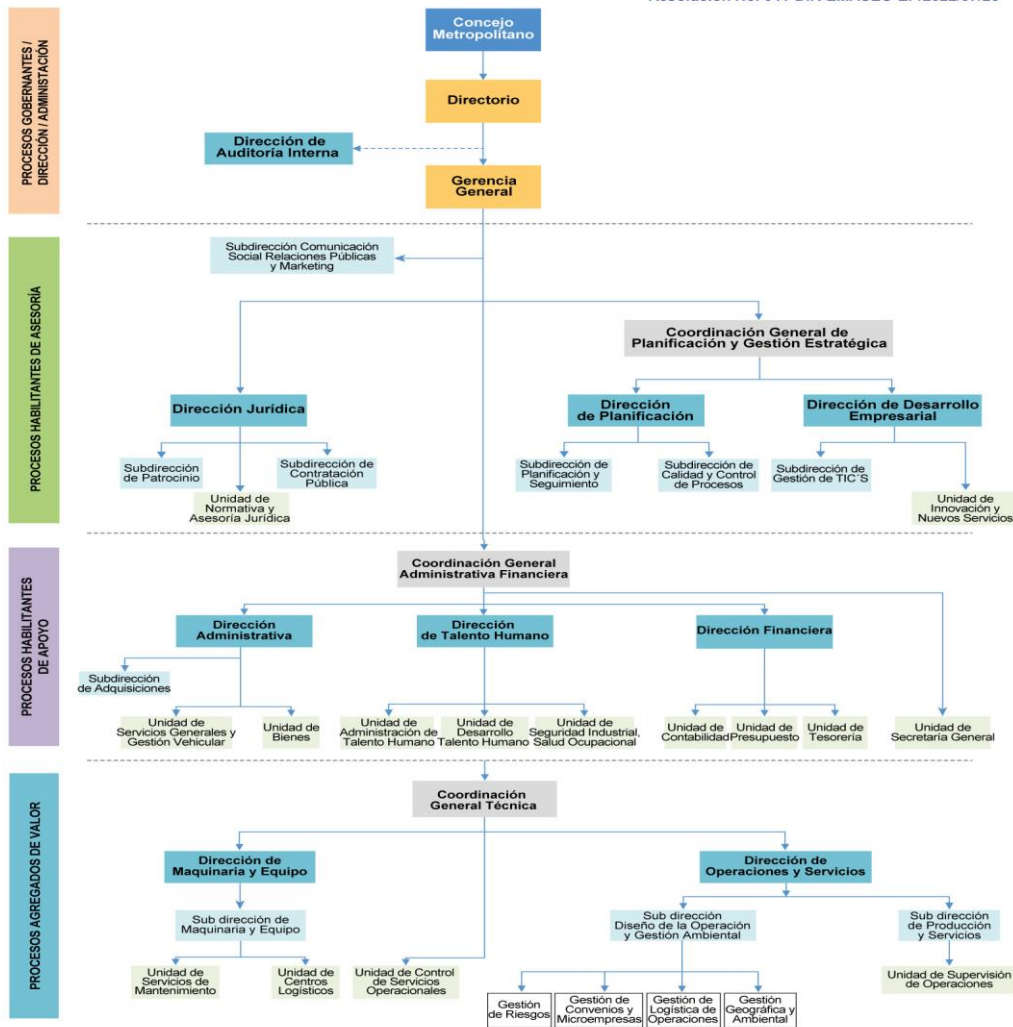 PROCESOS GOBERNANTES /
DIRECCIÓN / ADMINISTACIÓN
Concejo
Metropolitano
Directorio
Dirección de
Auditoría Interna
Gerencia
General
PROCESOS HABILITANTES DE ASESORÍA
Subdirección Comunicación
Social Relaciones Públicas
y Marketing
Coordinación General de
Planificación y Gestión Estratégica
Dirección Jurídica
Dirección
de Planificación
Dirección de Desarrollo
Empresarial
Subdirección
de Patrocinio
Unidad de
Normativa y
Asesoría Jurídica
Subdirección de
Contratación
Pública
Subdirección de
Planificación y
Seguimiento
Subdirección de
Calidad y Control
de Procesos
Subdirección de
Gestión de TIC´S
Unidad de
Innovación y
Nuevos Servicios
PROCESOS HABILITANTES
DE APOYO
Coordinación General
Administrativa Financiera
Dirección
Administrativa
Dirección
de Talento Humano
Dirección Financiera
Subdirección
de Adquisiciones
Unidad de
Servicios Generales y
Gestión Vehicular
Unidad de
Bienes
Unidad de
Administración de
Talento Humano
Unidad de
Desarrollo
Talento Humano
Unidad de
Seguridad Industrial,
Salud Ocupacional
Unidad de
Contabilidad
Unidad de
Presupuesto
Unidad de
Tesorería
Unidad de
Secretaría General
PROCESOS AGREGADOS DE VALOR
Coordinación
General Técnica
Dirección de
Maquinaria y Equipo
Dirección de
Operaciones y Servicios
Sub dirección de
Maquinaria y Equipo
Sub dirección
Diseño de la Operación
y Gestión Ambiental
Sub dirección
de Producción
y Servicios
Unidad de
Servicios de
Mantenimiento
Unidad de
Centros
Logísticos
Unidad de Control
de Servicios
Operacionales
Unidad de Supervisión
de Operaciones
Gestión
de Riesgos
Gestión de
Convenios y
Microempresas
Gestión de
Logística de
Operaciones
Gestión
Geográfica y
Ambiental